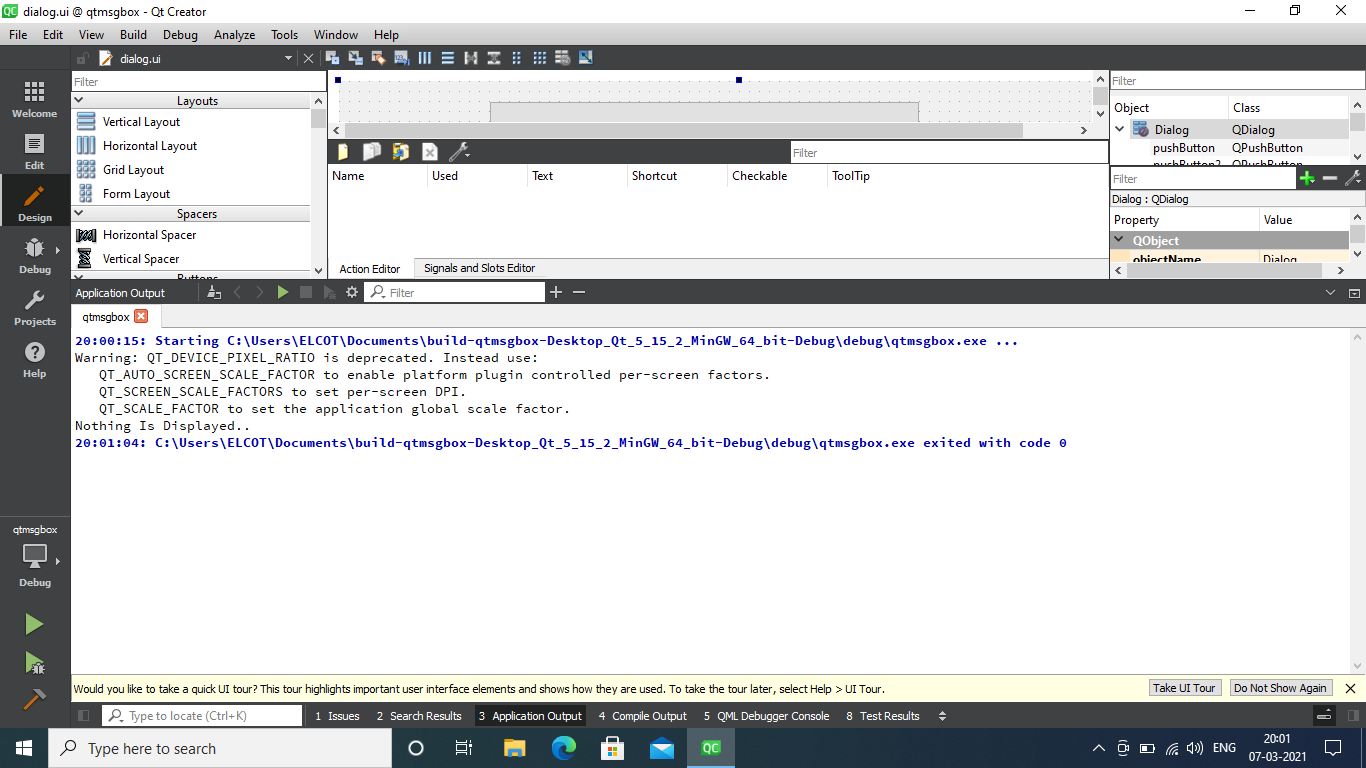 dialog.ui @ qtmsgbox - Qt Creator
File Edit View Build Debug Analyze Tools Window Help
dialog.ui
Welcome
Edit
Design
Debug
Projects
Help
qtmsgbox
Debug
Filter
Layouts
Vertical Layout
Horizontal Layout
Grid Layout
Form Layout
Spacers
Horizontal Spacer
Vertical Spacer
Buttons
Filter
Name Used Text Shortcut Checkable ToolTip
Action Editor Signals and Slots Editor
Filter
Object Class
Dialog QDialog
pushButton QPushButton
pushButton2 QPushButton
Filter
Dialog : QDialog
Property Value
QObject
objectName Dialog
Application Output Filter
qtmsgbox
20:00:15: Starting C:\Users\ELCOT\Documents\build-qtmsgbox-Desktop_Qt_5_15_2_MinGW_64_bit-Debug\debug\qtmsgbox.exe ...
Warning: QT_DEVICE_PIXEL_RATIO is deprecated. Instead use:
QT_AUTO_SCREEN_SCALE_FACTOR to enable platform plugin controlled per-screen factors.
QT_SCREEN_SCALE_FACTORS to set per-screen DPI.
QT_SCALE_FACTOR to set the application global scale factor.
Nothing Is Displayed..
20:01:04: C:\Users\ELCOT\Documents\build-qtmsgbox-Desktop_Qt_5_15_2_MinGW_64_bit-Debug\debug\qtmsgbox.exe exited with code 0
Would you like to take a quick UI tour? This tour highlights important user interface elements and shows how they are used. To take the tour later, select Help > UI Tour. Take UI Tour Do Not Show Again
Type to locate (Ctrl+K) 1 Issues 2 Search Results 3 Application Output 4 Compile Output 5 QML Debugger Console 8 Test Results
Type here to search
ENG
20:01
07-03-2021